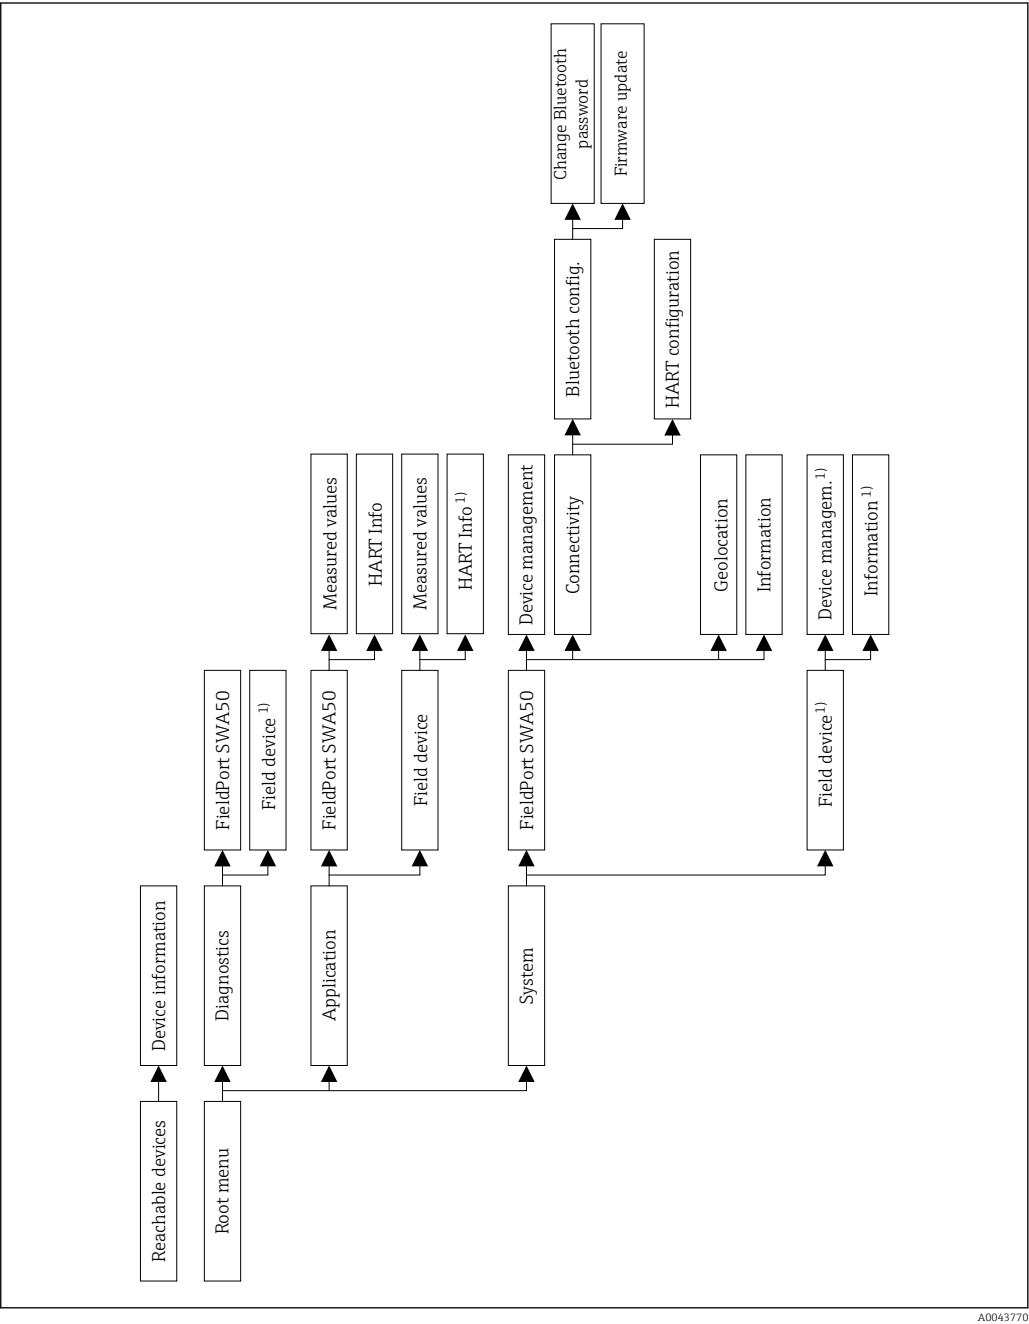 Reachable devices
Device information
Root menu
Diagnostics
FieldPort SWA50
Field device 1)
Application
FieldPort SWA50
Measured values
HART Info
Field device
Measured values
HART Info 1)
System
FieldPort SWA50
Device management
Connectivity
Bluetooth config.
Change Bluetooth
password
Firmware update
HART configuration
Geolocation
Information
Field device 1)
Device managem. 1)
Information 1)
A0043770